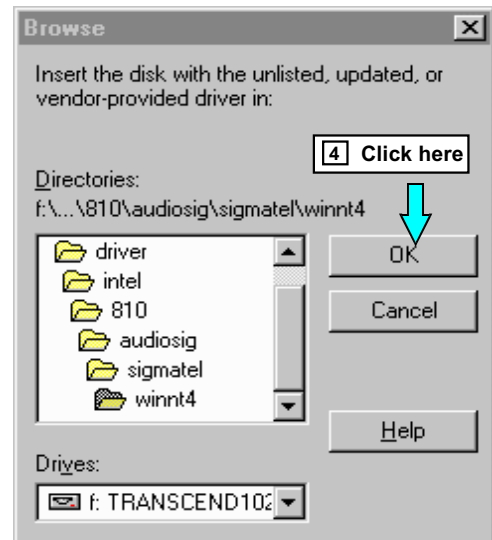 Browse
Insert the disk with the unlisted, updated, or
vendor-provided driver in:
4 Click here
Directories:
f:\...\810\audiosig\sigmatel\winnt4
driver
intel
810
audiosig
sigmatel
winnt4
OK
Cancel
Help
Drives:
f: TRANSCEND102